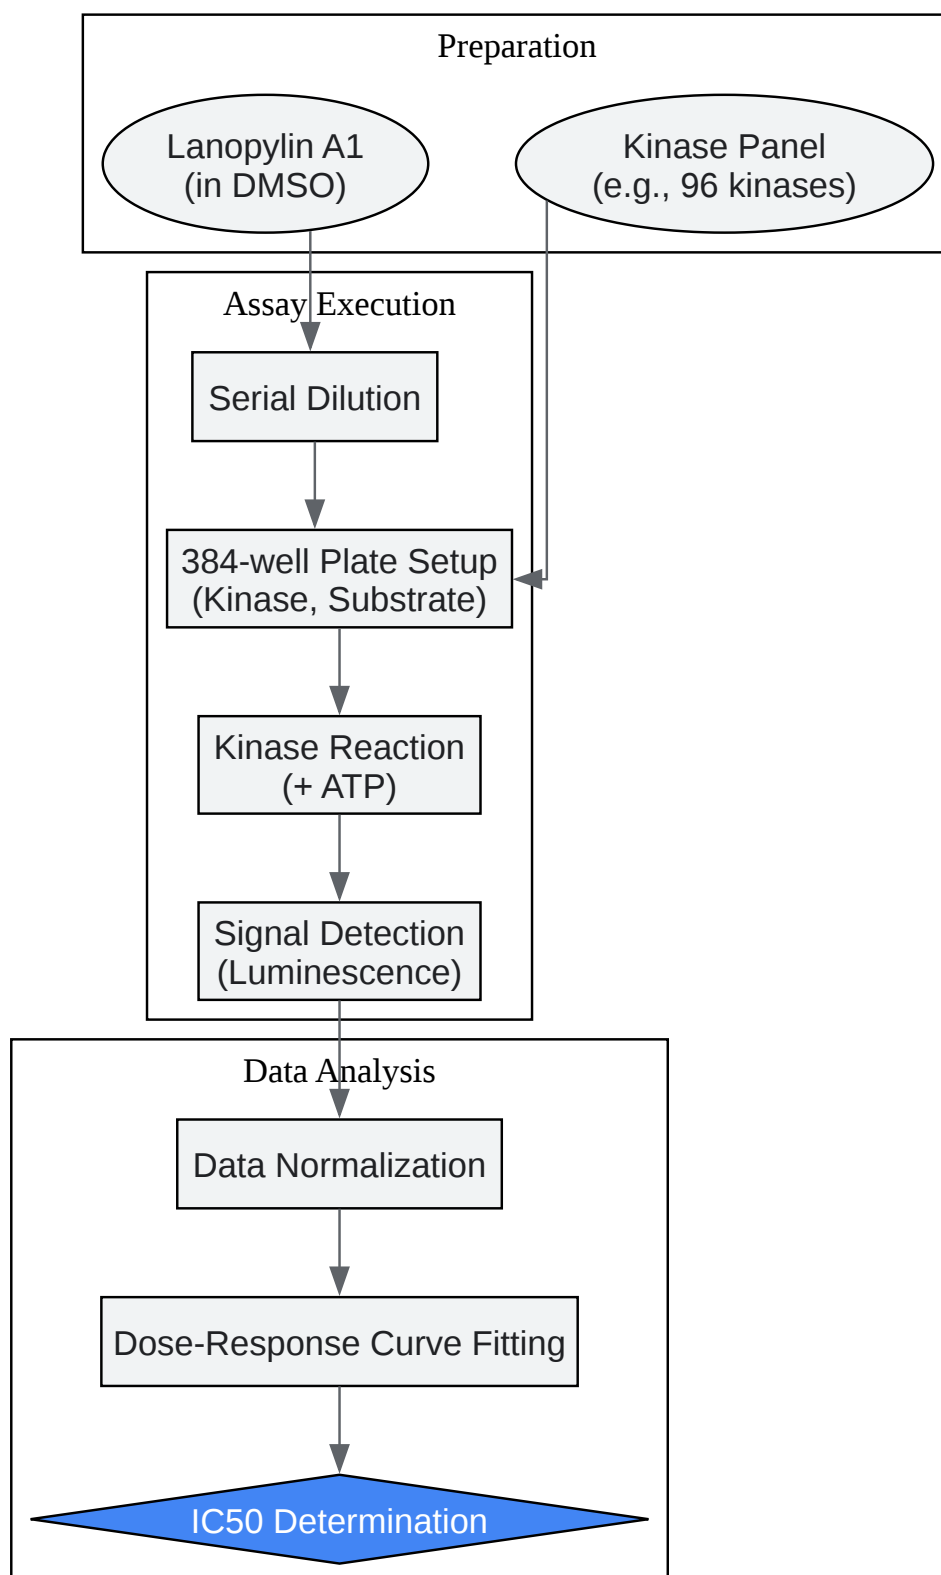 Preparation
Lanopylin A1
(in DMSO)
Kinase Panel
(e.g., 96 kinases)
Assay Execution
Serial Dilution
384-well Plate Setup
(Kinase, Substrate)
Kinase Reaction
(+ ATP)
Signal Detection
(Luminescence)
Data Analysis
Data Normalization
Dose-Response Curve Fitting
IC50 Determination